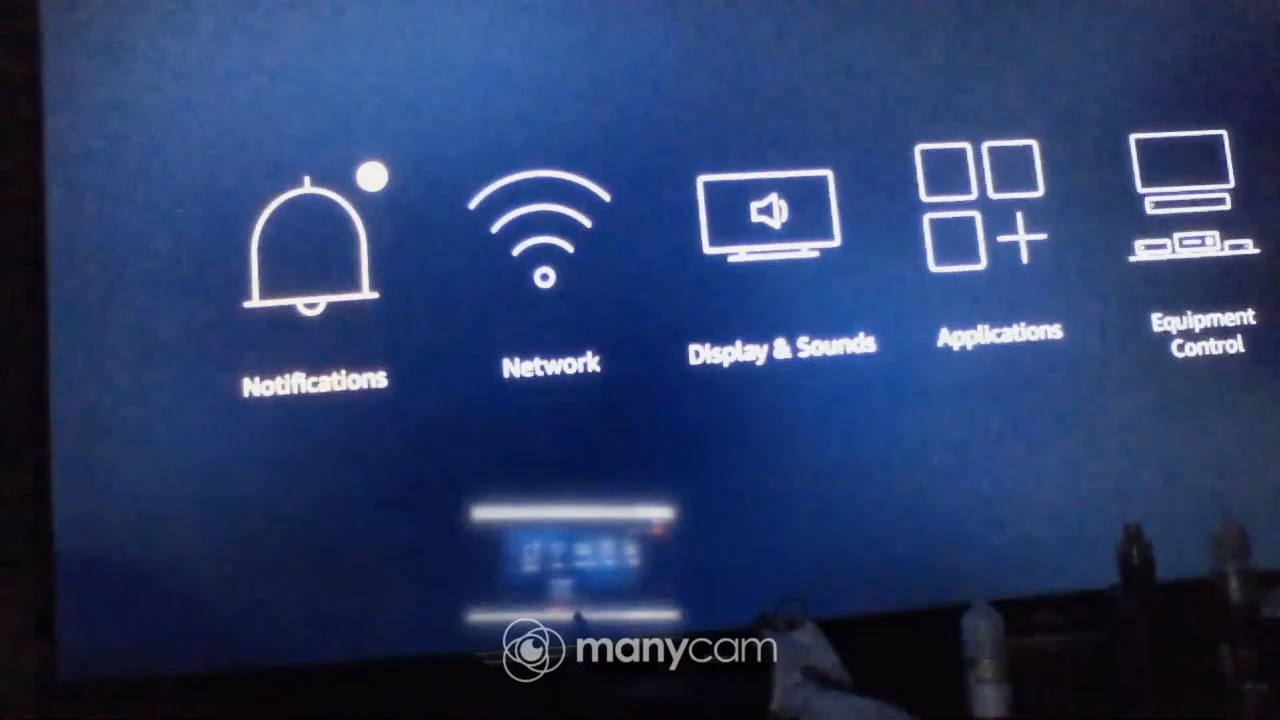 Notifications
Network
Display & Sounds
Applications
Equipment
Control
manycam